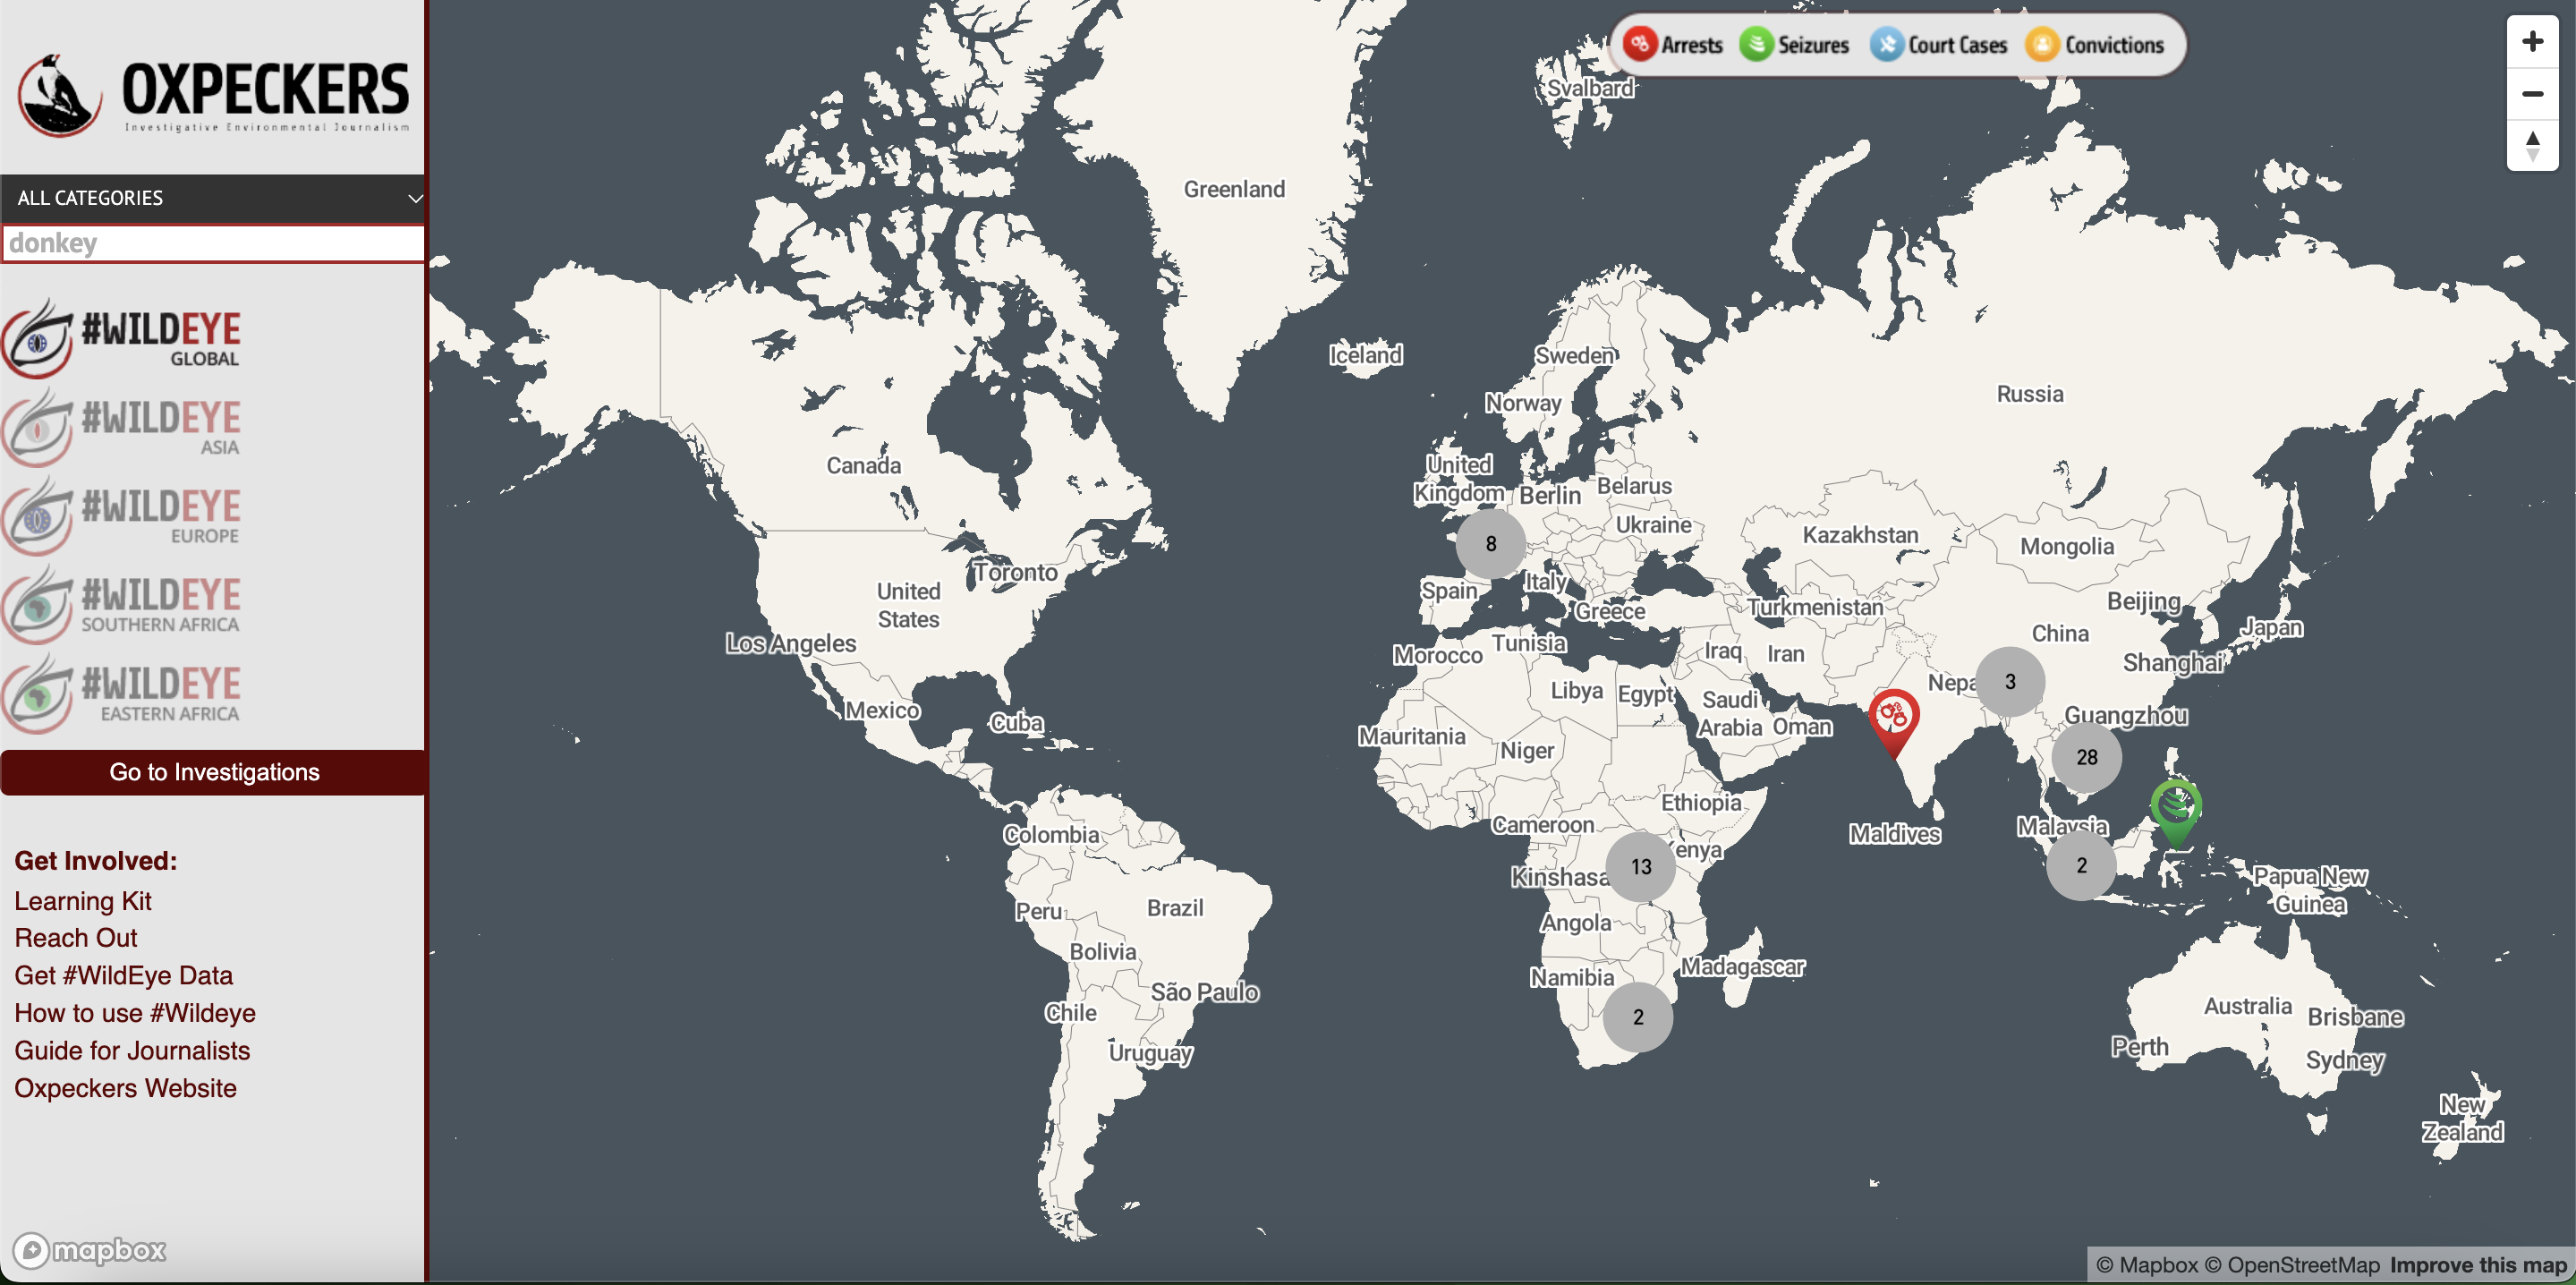 OXPECKERS
Investigative Environmental Journalism
ALL CATEGORIES
donkey
#WILDEYE
GLOBAL
#WILDEYE
ASIA
#WILDEYE
EUROPE
#WILDEYE
SOUTHERN AFRICA
#WILDEYE
EASTERN AFRICA
Go to Investigations
Get Involved:
Learning Kit
Reach Out
Get #WildEye Data
How to use #Wildeye
Guide for Journalists
Oxpeckers Website
mapbox
Arrests Seizures Court Cases Convictions
Svalbard
Greenland
Iceland
Sweden
Norway
Russia
Canada
United
Kingdom
Berlin
Belarus
Ukraine
8
Kazakhstan
Mongolia
Toronto
United
States
Los Angeles
Spain
Italy
Greece
Turkmenistan
Beijing
China
Japan
Shanghai
Morocco
Tunisia
Iraq
Iran
Nepa
3
Mexico
Cuba
Libya
Egypt
Saudi
Arabia
Oman
Guangzhou
Mauritania
Niger
28
Ethiopia
Colombia
Cameroon
Maldives
Malaysia
2
Kinshasa
13
Kenya
Papua New
Guinea
Peru
Brazil
Angola
Bolivia
Namibia
Madagascar
São Paulo
Chile
2
Australia
Brisbane
Uruguay
Perth
Sydney
New
Zealand
© Mapbox © OpenStreetMap Improve this map